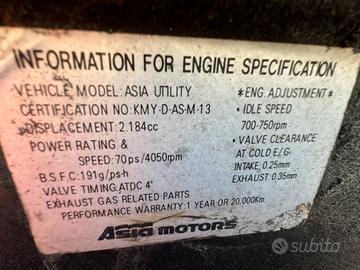 INFORMATION FOR ENGINE SPECIFICATION
VEHICLE MODEL: ASIA UTILITY
CERTIFICATION NO: KMY-D-AS-M-13
DISPLACEMENT: 2.184cc
POWER RATING &
SPEED: 70ps/4050rpm
B.S.F.C: 191g/ps·h
VALVE TIMING: ATDC 4°
EXHAUST GAS RELATED PARTS
PERFORMANCE WARRANTY: 1 YEAR OR 20,000Km
*ENG. ADJUSTMENT*
• IDLE SPEED
700-750rpm
• VALVE CLEARANCE
AT COLD E/G
INTAKE: 0.25mm
EXHAUST: 0.35mm
ASIA MOTORS
subito